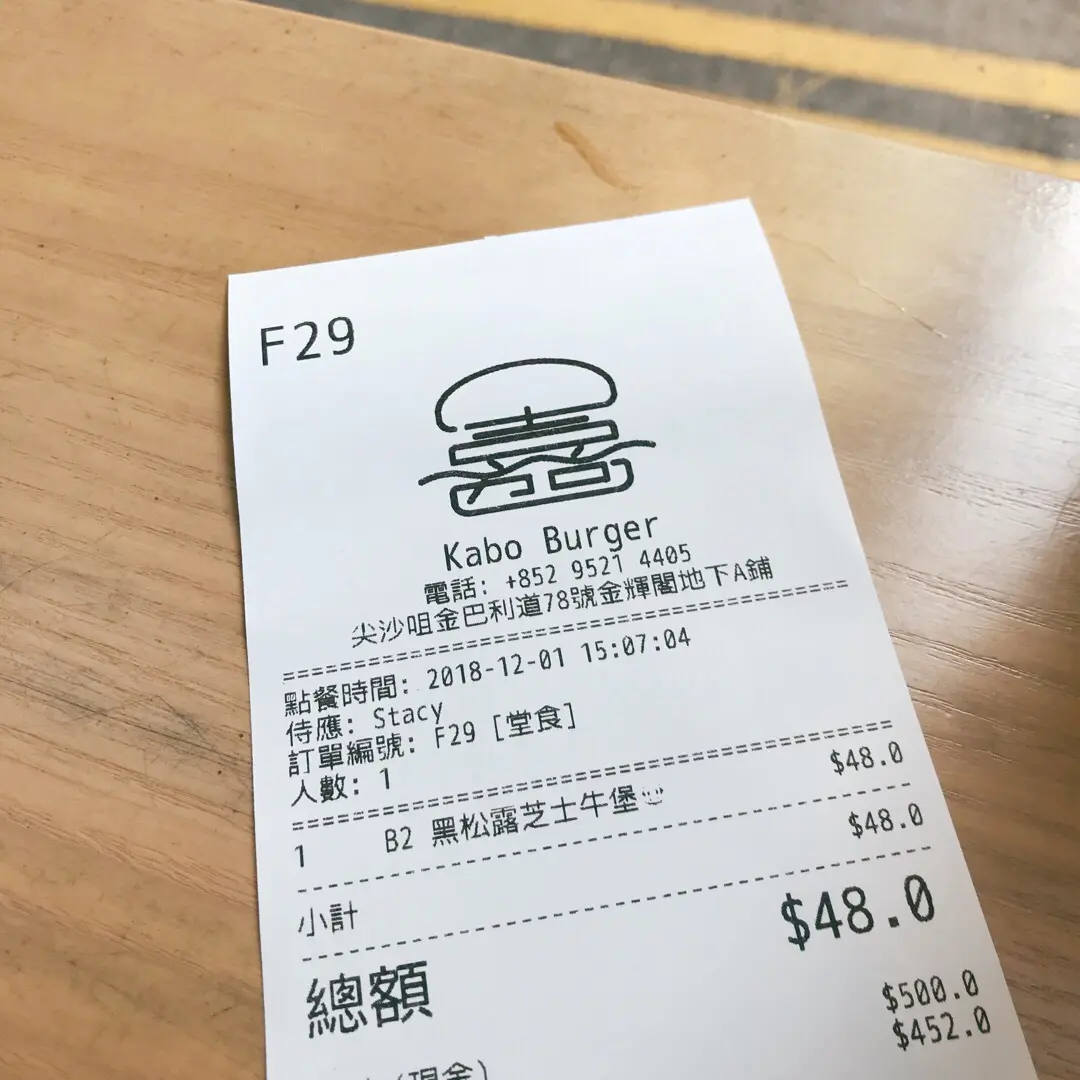 F29
Kabo Burger
電話: +852 9521 4405
尖沙咀金巴利道78號金輝閣地下A鋪
點餐時間: 2018-12-01 15:07:04
侍應: Stacy
訂單編號: F29 [堂食]
人數: 1
1 B2 黑松露芝士牛堡 $48.0
小計 $48.0
總額 $48.0
(現金) $500.0
$452.0